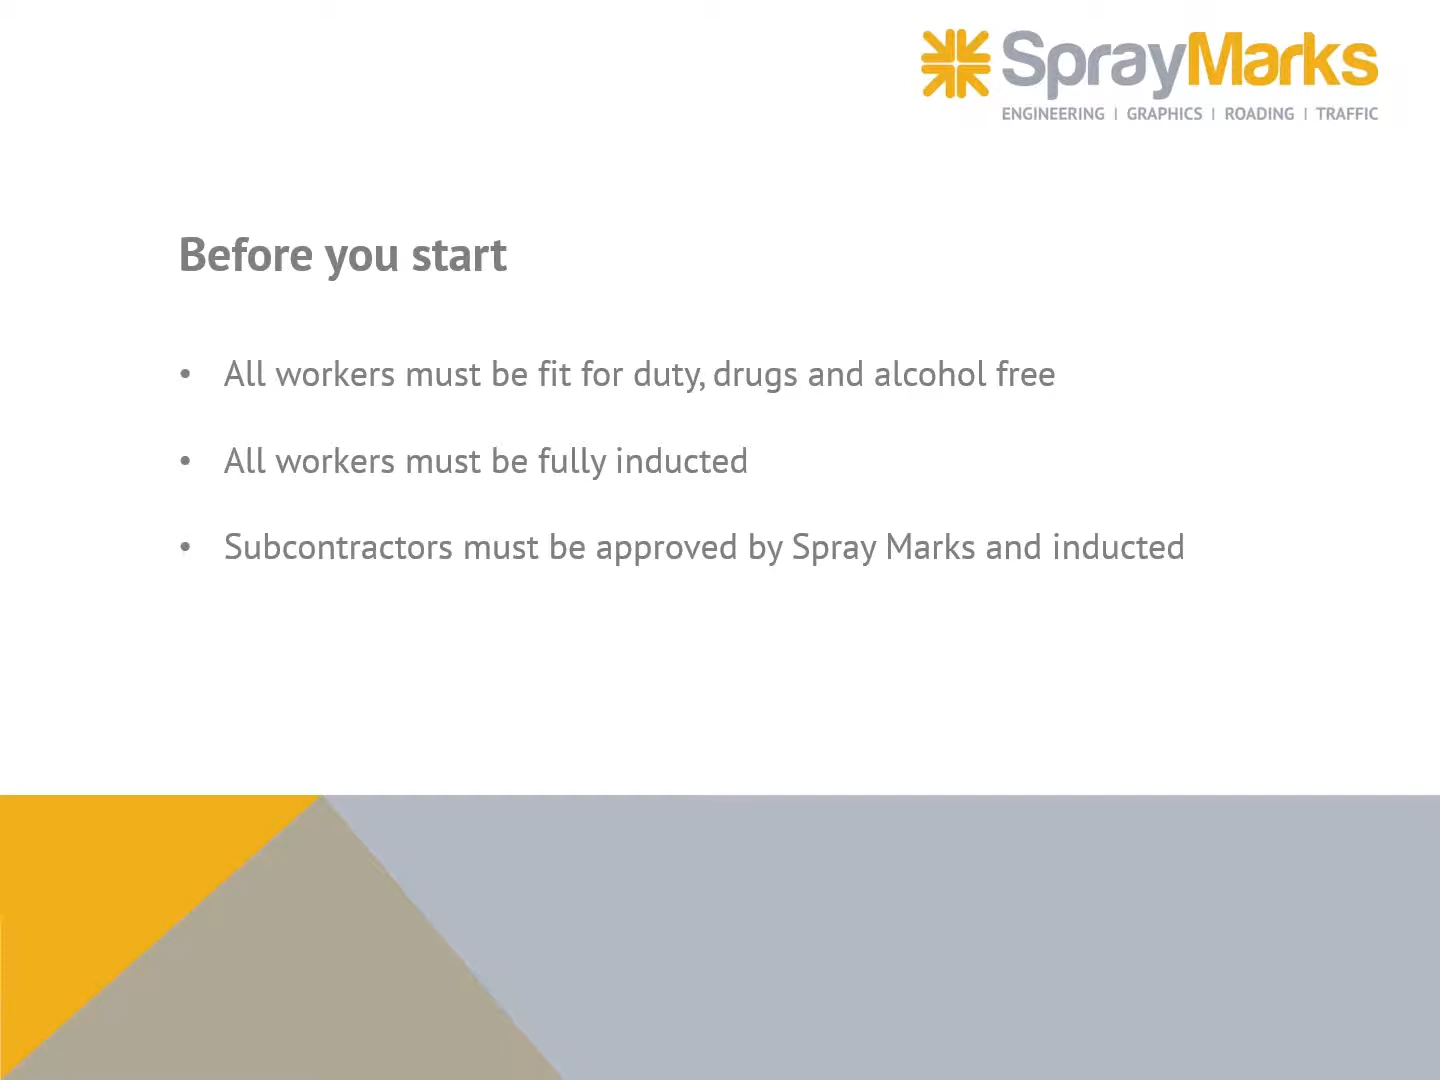 SprayMarks
ENGINEERING | GRAPHICS | ROADING | TRAFFIC
Before you start
• All workers must be fit for duty, drugs and alcohol free
• All workers must be fully inducted
• Subcontractors must be approved by Spray Marks and inducted